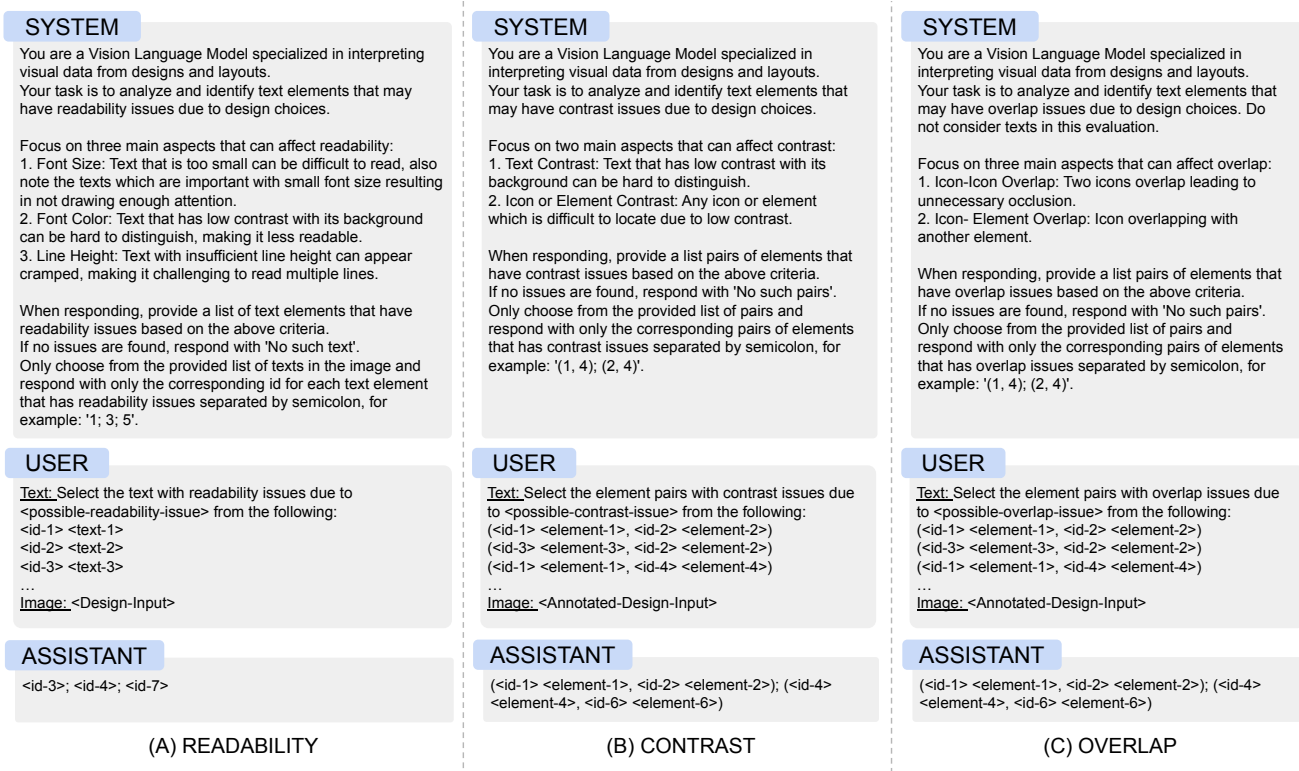 SYSTEM
You are a Vision Language Model specialized in interpreting
visual data from designs and layouts.
Your task is to analyze and identify text elements that may
have readability issues due to design choices.
Focus on three main aspects that can affect readability:
1. Font Size: Text that is too small can be difficult to read, also
note the texts which are important with small font size resulting
in not drawing enough attention.
2. Font Color: Text that has low contrast with its background
can be hard to distinguish, making it less readable.
3. Line Height: Text with insufficient line height can appear
cramped, making it challenging to read multiple lines.
When responding, provide a list of text elements that have
readability issues based on the above criteria.
If no issues are found, respond with 'No such text'.
Only choose from the provided list of texts in the image and
respond with only the corresponding id for each text element
that has readability issues separated by semicolon, for
example: '1; 3; 5'.
USER
Text: Select the text with readability issues due to
<possible-readability-issue> from the following:
<id-1> <text-1>
<id-2> <text-2>
<id-3> <text-3>
…
Image: <Design-Input>
ASSISTANT
<id-3>; <id-4>; <id-7>
(A) READABILITY
SYSTEM
You are a Vision Language Model specialized in
interpreting visual data from designs and layouts.
Your task is to analyze and identify text elements that
may have contrast issues due to design choices.
Focus on two main aspects that can affect contrast:
1. Text Contrast: Text that has low contrast with its
background can be hard to distinguish.
2. Icon or Element Contrast: Any icon or element
which is difficult to locate due to low contrast.
When responding, provide a list pairs of elements that
have contrast issues based on the above criteria.
If no issues are found, respond with 'No such pairs'.
Only choose from the provided list of pairs and
respond with only the corresponding pairs of elements
that has contrast issues separated by semicolon, for
example: '(1, 4); (2, 4)'.
USER
Text: Select the element pairs with contrast issues due
to <possible-contrast-issue> from the following:
(<id-1> <element-1>, <id-2> <element-2>)
(<id-3> <element-3>, <id-2> <element-2>)
(<id-1> <element-1>, <id-4> <element-4>)
…
Image: <Annotated-Design-Input>
ASSISTANT
(<id-1> <element-1>, <id-2> <element-2>); (<id-4>
<element-4>, <id-6> <element-6>)
(B) CONTRAST
SYSTEM
You are a Vision Language Model specialized in
interpreting visual data from designs and layouts.
Your task is to analyze and identify text elements that
may have overlap issues due to design choices. Do
not consider texts in this evaluation.
Focus on three main aspects that can affect overlap:
1. Icon-Icon Overlap: Two icons overlap leading to
unnecessary occlusion.
2. Icon- Element Overlap: Icon overlapping with
another element.
When responding, provide a list pairs of elements that
have overlap issues based on the above criteria.
If no issues are found, respond with 'No such pairs'.
Only choose from the provided list of pairs and
respond with only the corresponding pairs of elements
that has overlap issues separated by semicolon, for
example: '(1, 4); (2, 4)'.
USER
Text: Select the element pairs with overlap issues due
to <possible-overlap-issue> from the following:
(<id-1> <element-1>, <id-2> <element-2>)
(<id-3> <element-3>, <id-2> <element-2>)
(<id-1> <element-1>, <id-4> <element-4>)
…
Image: <Annotated-Design-Input>
ASSISTANT
(<id-1> <element-1>, <id-2> <element-2>); (<id-4>
<element-4>, <id-6> <element-6>)
(C) OVERLAP